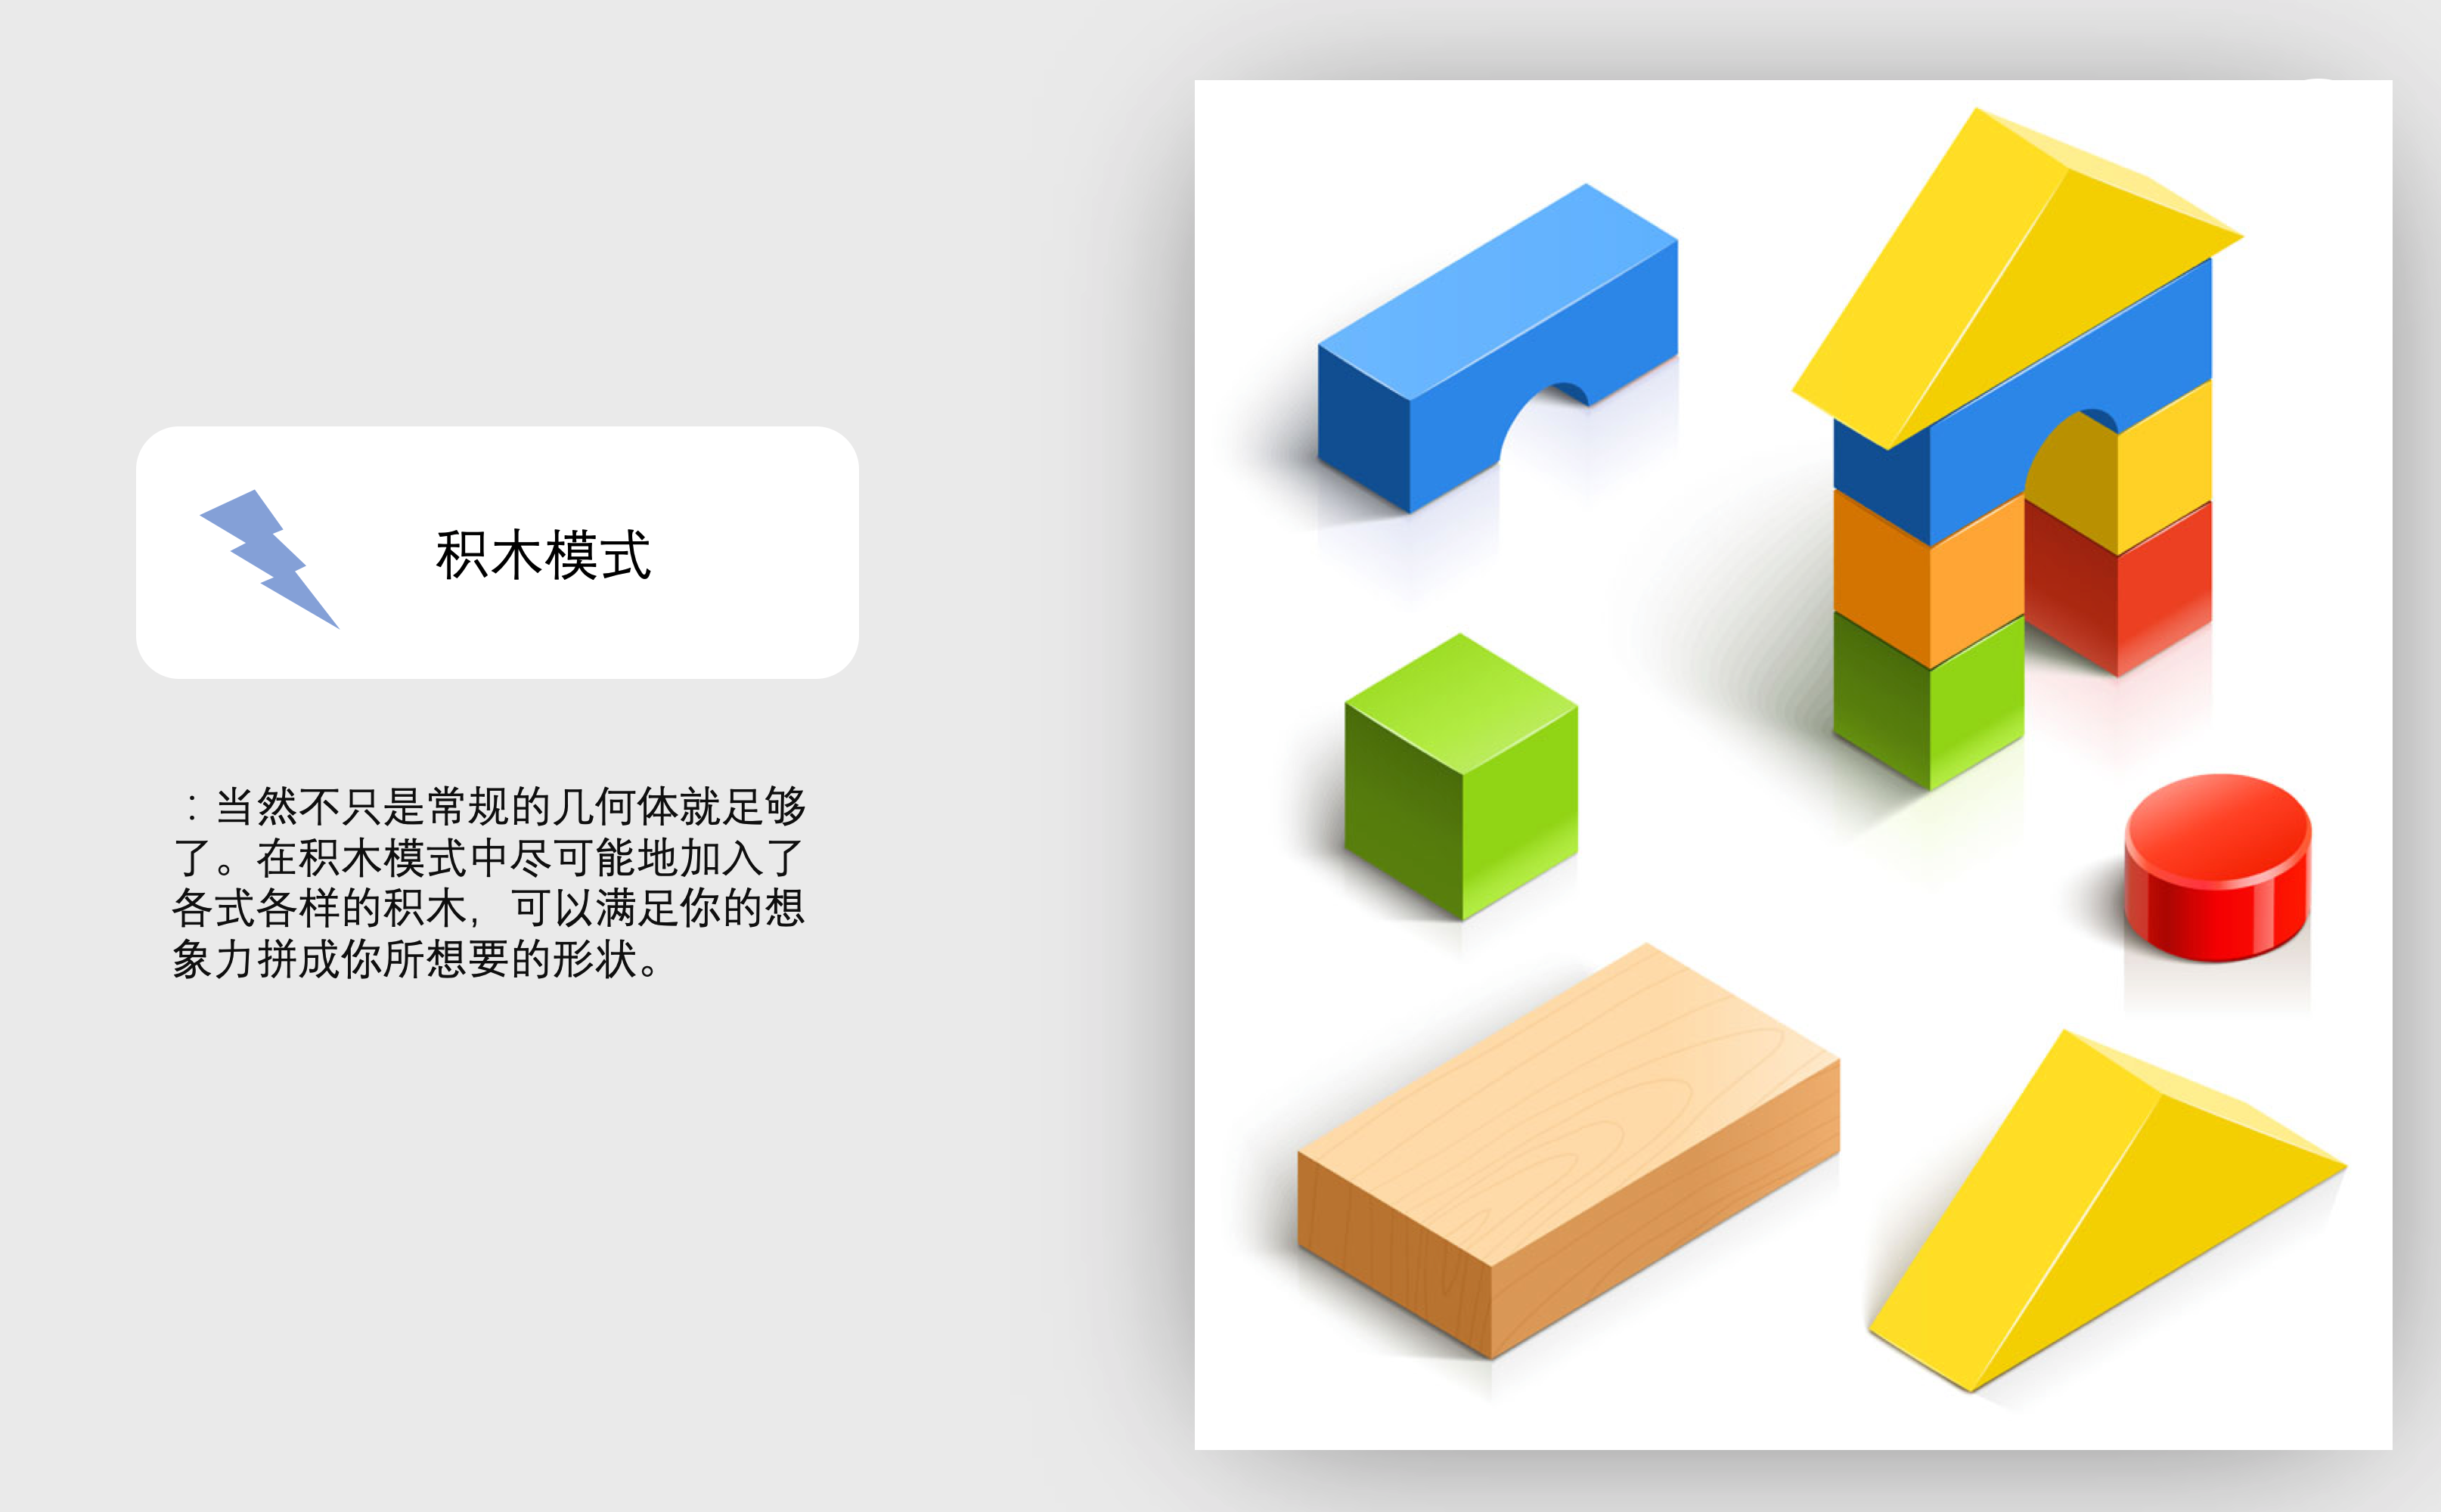 积木模式
：当然不只是常规的几何体就足够
了。在积木模式中尽可能地加入了
各式各样的积木，可以满足你的想
象力拼成你所想要的形状。